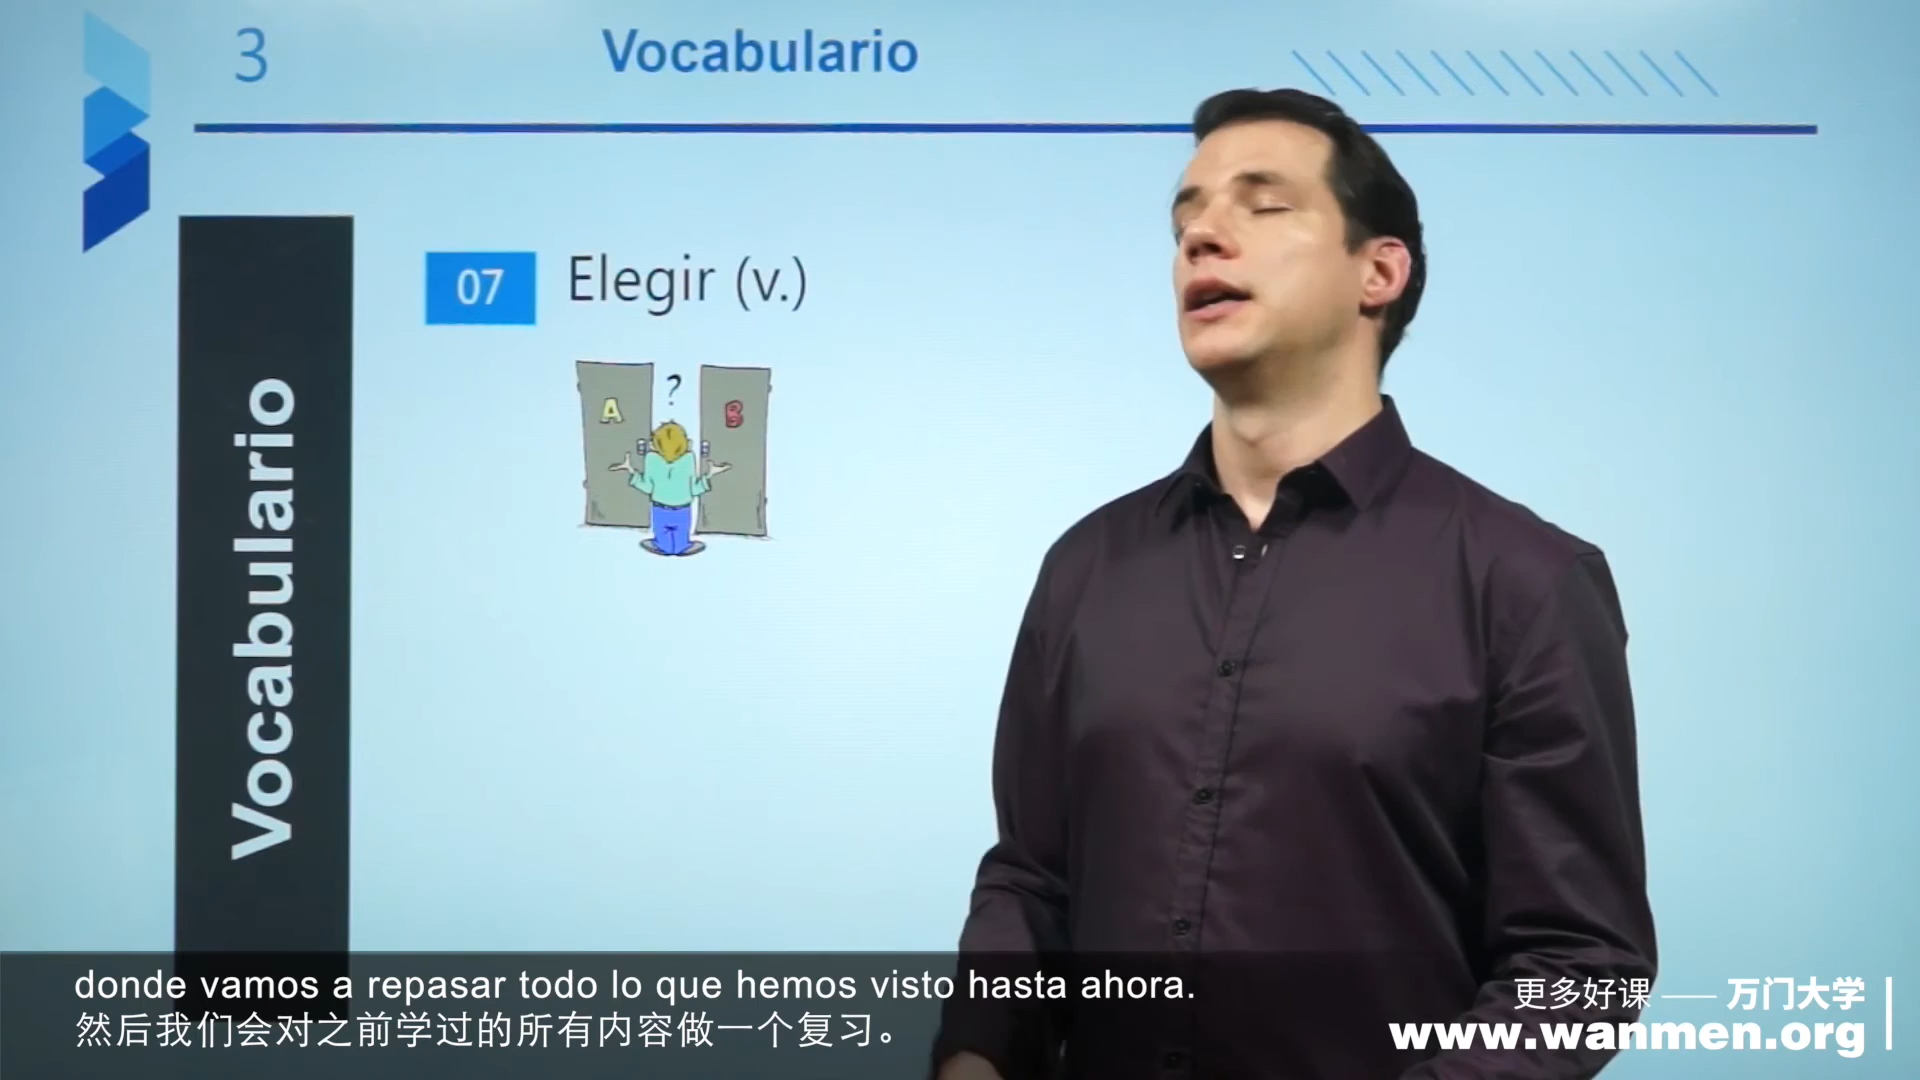 3
Vocabulario
Vocabulario
07
Elegir (v.)
A
?
B
donde vamos a repasar todo lo que hemos visto hasta ahora.
然后我们会对之前学过的所有内容做一个复习。
更多好课 —— 万门大学
www.wanmen.org